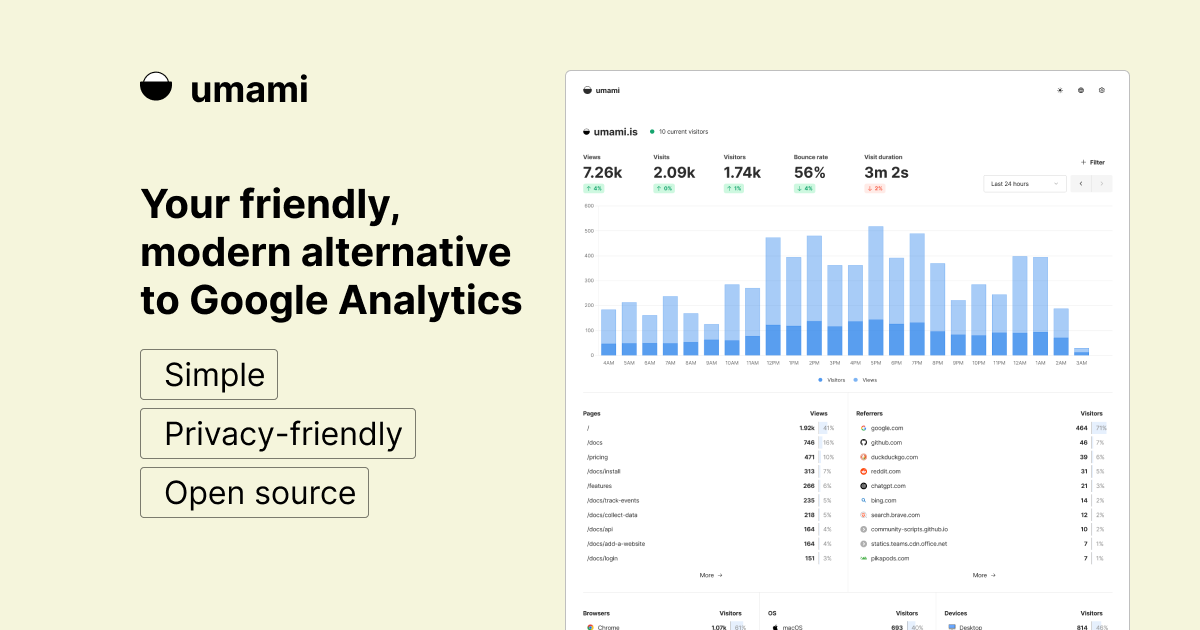 umami
Your friendly,
modern alternative
to Google Analytics
Simple
Privacy-friendly
Open source
umami
umami.is
10 current visitors
Views
Visits
Visitors
Bounce rate
Visit duration
7.26k
2.09k
1.74k
56%
3m 2s
↑ 4%
↑ 0%
↑ 1%
↓ 4%
↓ 2%
+ Filter
Last 24 hours
600
500
400
300
200
100
0
4AM 5AM 6AM 7AM 8AM 9AM 10AM 11AM 12PM 1PM 2PM 3PM 4PM 5PM 6PM 7PM 8PM 9PM 10PM 11PM 12AM 1AM 2AM 3AM
Visitors Views
Pages Views
/ 1.92k 41%
/docs 746 16%
/pricing 471 10%
/docs/install 313 7%
/features 266 6%
/docs/track-events 235 5%
/docs/collect-data 218 5%
/docs/api 164 4%
/docs/add-a-website 164 4%
/docs/login 151 3%
More →
Referrers Visitors
google.com 464 71%
github.com 46 7%
duckduckgo.com 39 6%
reddit.com 31 5%
chatgpt.com 21 3%
bing.com 14 2%
search.brave.com 12 2%
community-scripts.github.io 10 2%
statics.teams.cdn.office.net 7 1%
pikapods.com 7 1%
More →
Browsers Visitors
Chrome 1.07k 61%
OS Visitors
macOS 693 40%
Devices Visitors
Desktop 814 46%